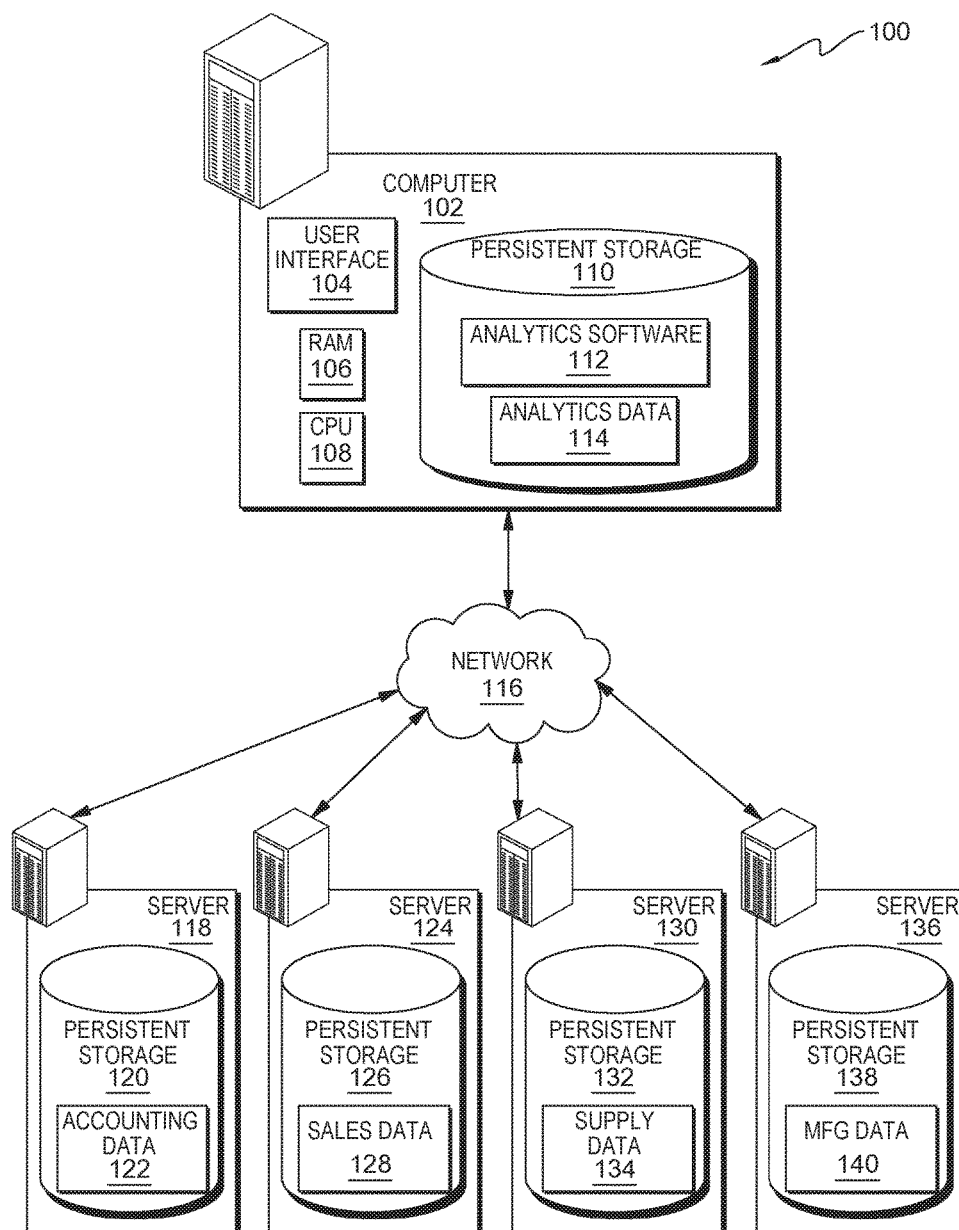 100
COMPUTER
102
USER
INTERFACE
104
RAM
106
CPU
108
PERSISTENT STORAGE
110
ANALYTICS SOFTWARE
112
ANALYTICS DATA
114
NETWORK
116
SERVER
118
PERSISTENT
STORAGE
120
ACCOUNTING
DATA
122
SERVER
124
PERSISTENT
STORAGE
126
SALES DATA
128
SERVER
130
PERSISTENT
STORAGE
132
SUPPLY
DATA
134
SERVER
136
PERSISTENT
STORAGE
138
MFG DATA
140